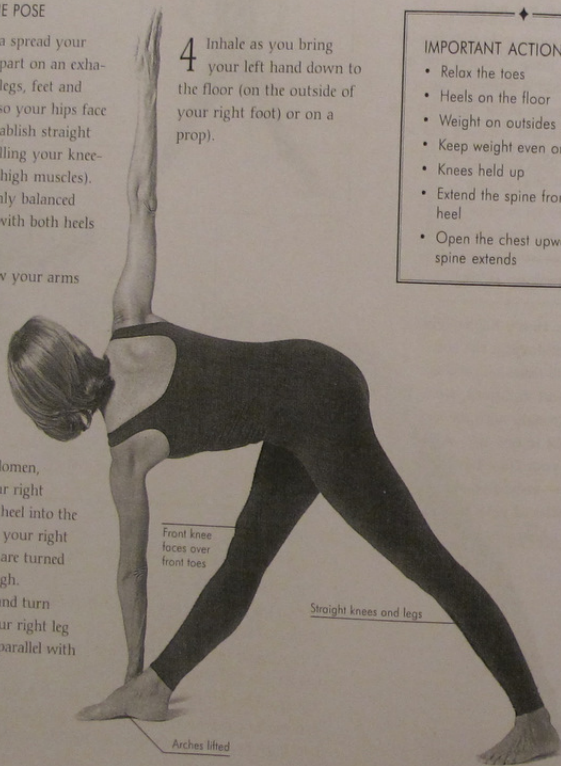 E POSE
a spread your
part on an exha-
legs, feet and
so your hips face
ablish straight
lling your knee-
high muscles).
nly balanced
with both heels
w your arms
domen,
ur right
heel into the
your right
are turned
gh.
and turn
ur right leg
parallel with
4 Inhale as you bring
your left hand down to
the floor (on the outside of
your right foot) or on a
prop).
IMPORTANT ACTION
• Relax the toes
• Heels on the floor
• Weight on outsides
• Keep weight even o
• Knees held up
• Extend the spine fro
heel
• Open the chest upw
spine extends
Front knee
faces over
front toes
Straight knees and legs
Arches lifted